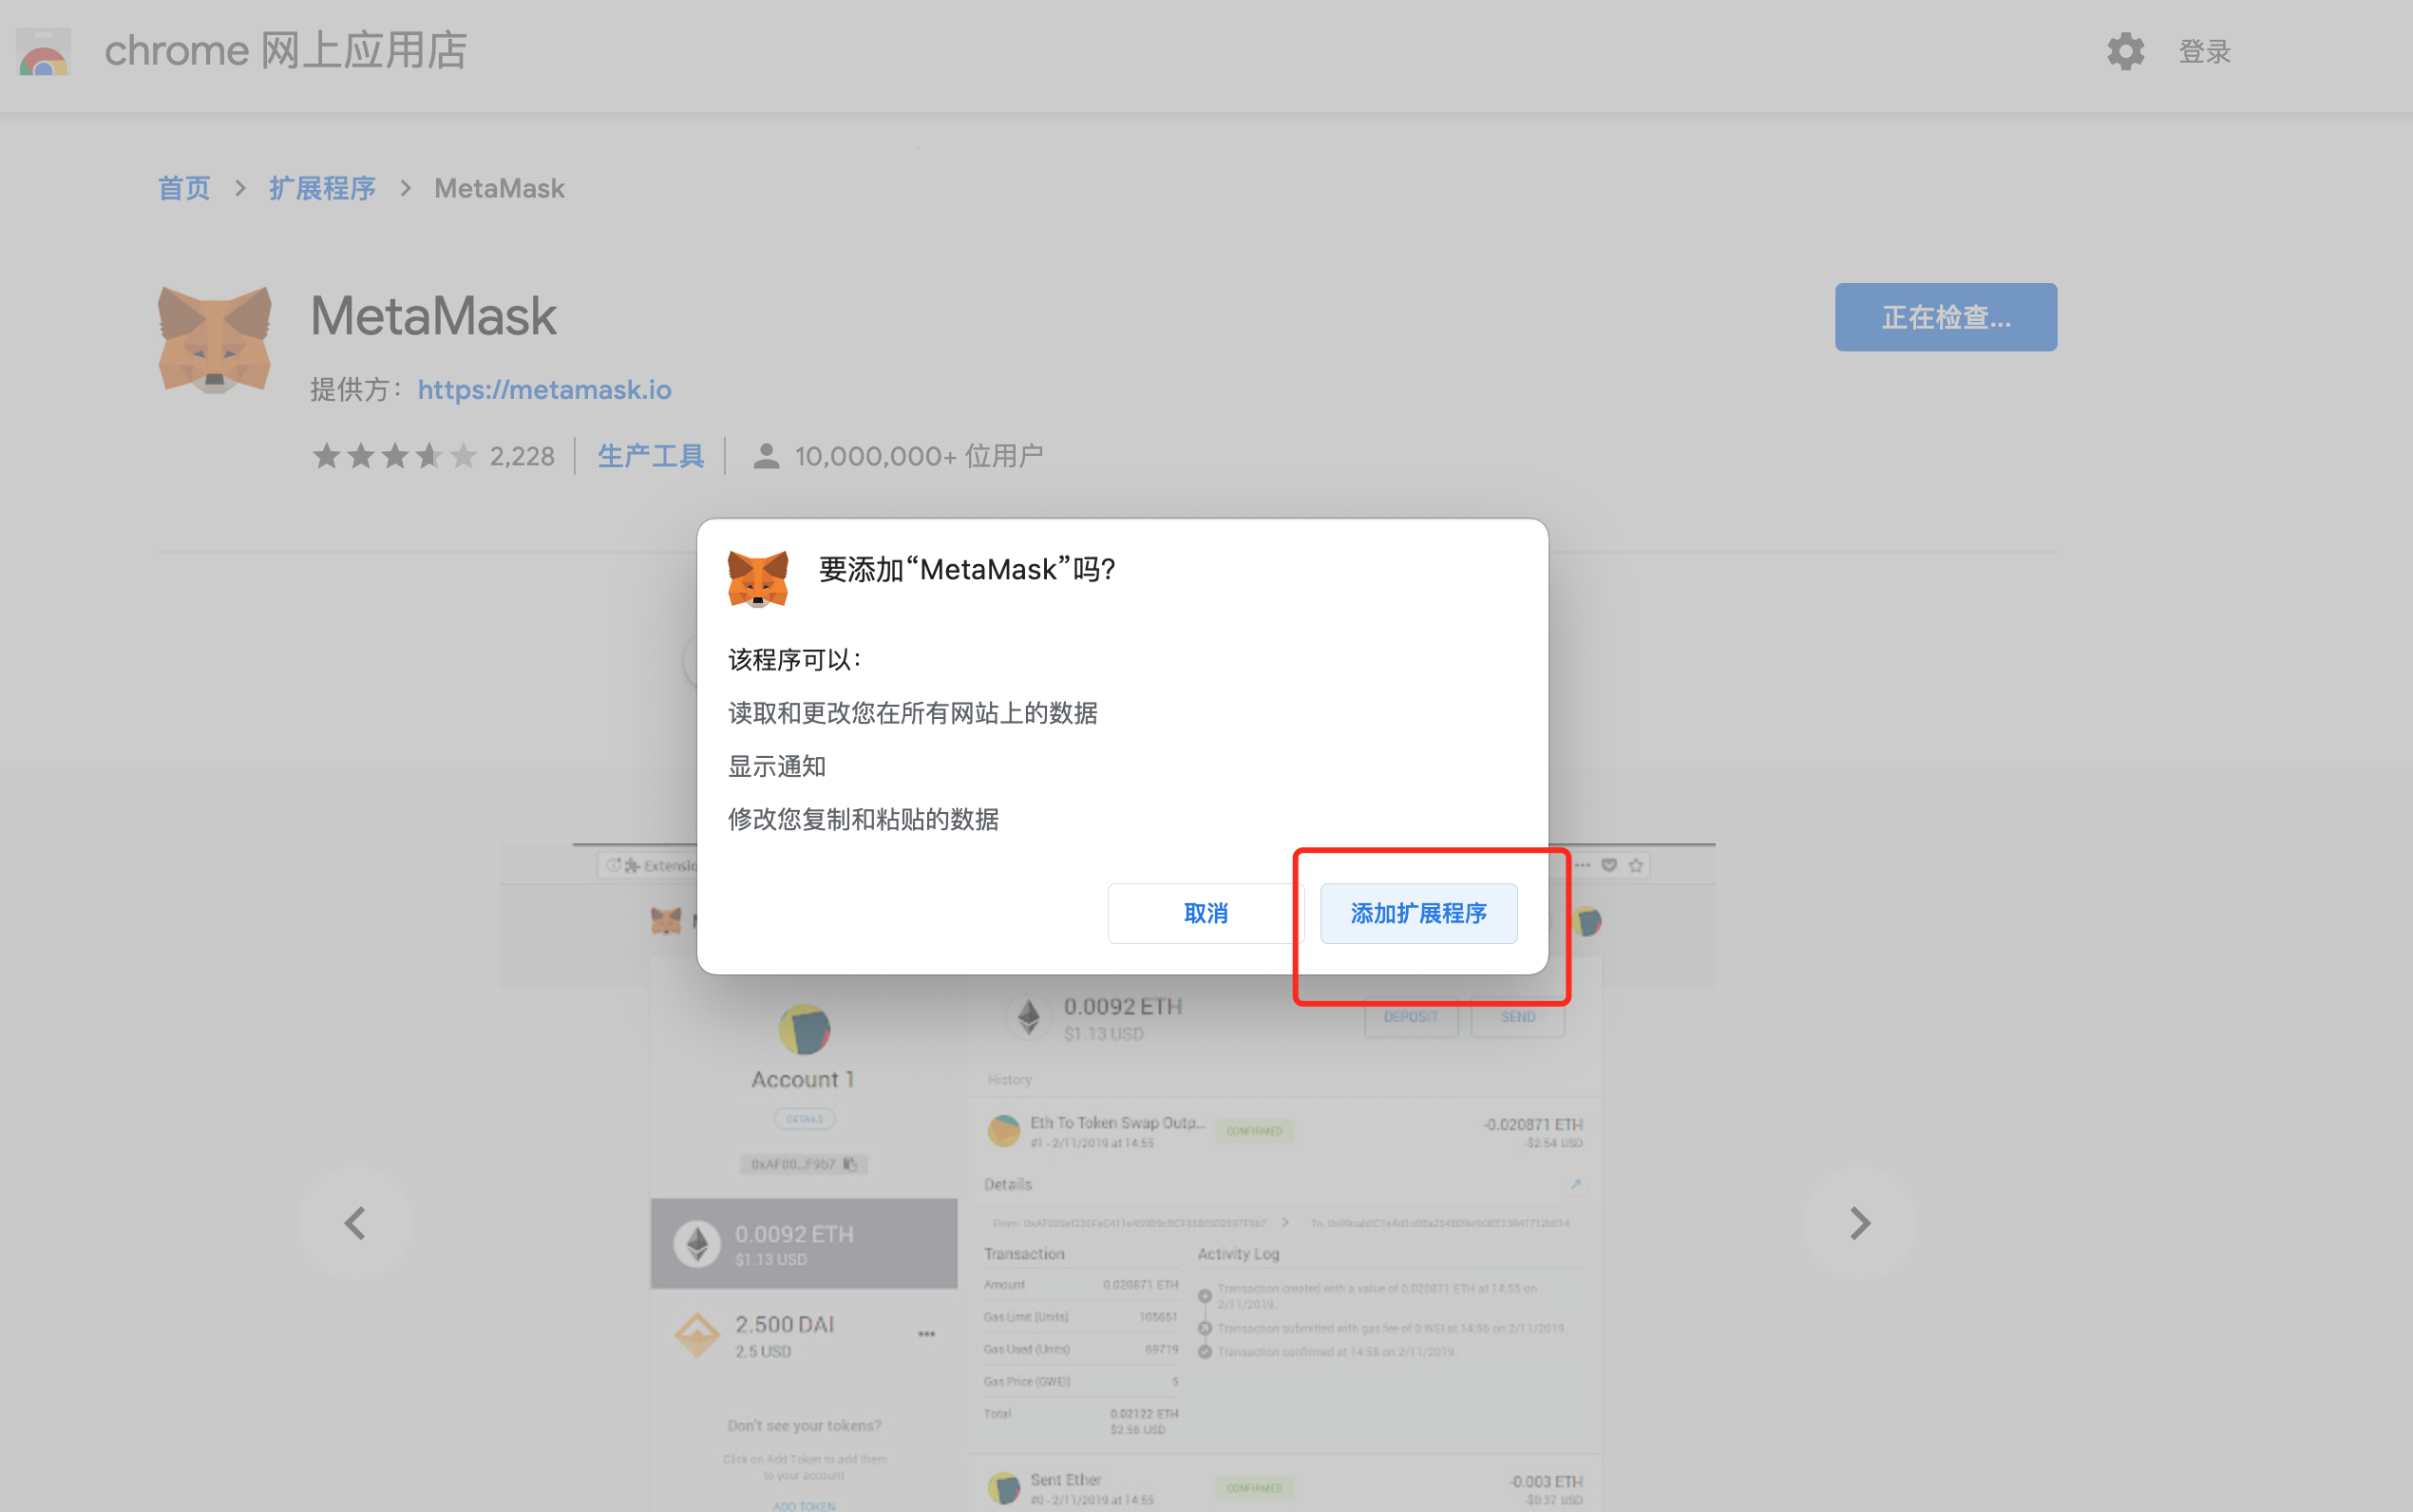 chrome 网上应用店
登录
首页 > 扩展程序 > MetaMask
MetaMask
正在检查...
提供方： https://metamask.io
2,228 生产工具 10,000,000+ 位用户
要添加“MetaMask”吗？
该程序可以：
读取和更改您在所有网站上的数据
显示通知
修改您复制和粘贴的数据
取消 添加扩展程序
0.0092 ETH
$1.13 USD
DEPOSIT SEND
Account 1
DETAILS
0xAF00...F9b7
History
Eth To Token Swap Outp...
#1 - 2/11/2019 at 14:55
CONFIRMED
-0.020871 ETH
-$2.54 USD
Details
0.0092 ETH
$1.13 USD
Transaction
Amount 0.020871 ETH
Gas Limit (Units) 105651
Gas Used (Units) 69719
Gas Price (GWEI) 5
Total 0.02122 ETH
$2.58 USD
Activity Log
Transaction created with a value of 0.020871 ETH at 14:55 on
2/11/2019.
Transaction submitted with gas fee of 0 WEI at 14:56 on 2/11/2019.
Transaction confirmed at 14:58 on 2/11/2019.
2.500 DAI
2.5 USD
Don't see your tokens?
Click on Add Token to add them
to your account
ADD TOKEN
Sent Ether
#0 - 2/11/2019 at 14:55
CONFIRMED
-0.003 ETH
-$0.37 USD